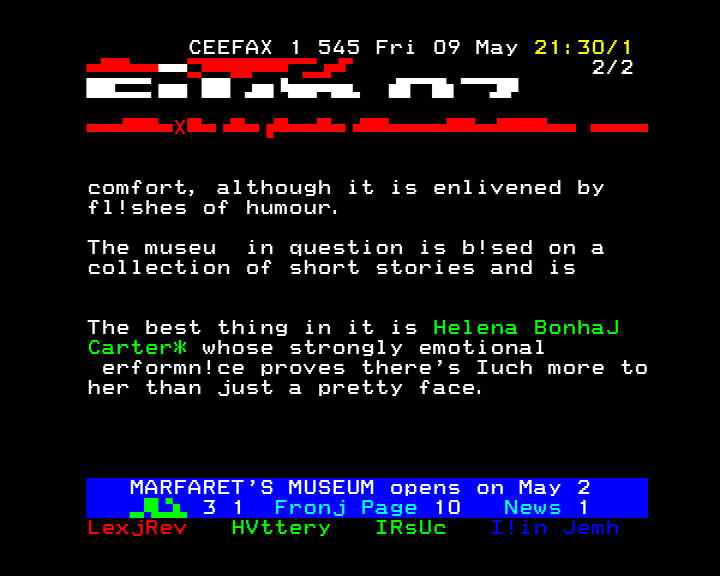 CEEFAX 1 545 Fri 09 May 21:30/1
2/2
X
comfort, although it is enlivened by
fl!shes of humour.
The museu  in question is b!sed on a
collection of short stories and is
The best thing in it is Helena BonhaJ
Carter* whose strongly emotional
erformn!ce proves there's Iuch more to
her than just a pretty face.
MARFARET'S MUSEUM opens on May 2
3 1 Fronj Page 10 News 1
LexjRev HVttery IRsUc I!in Jemh